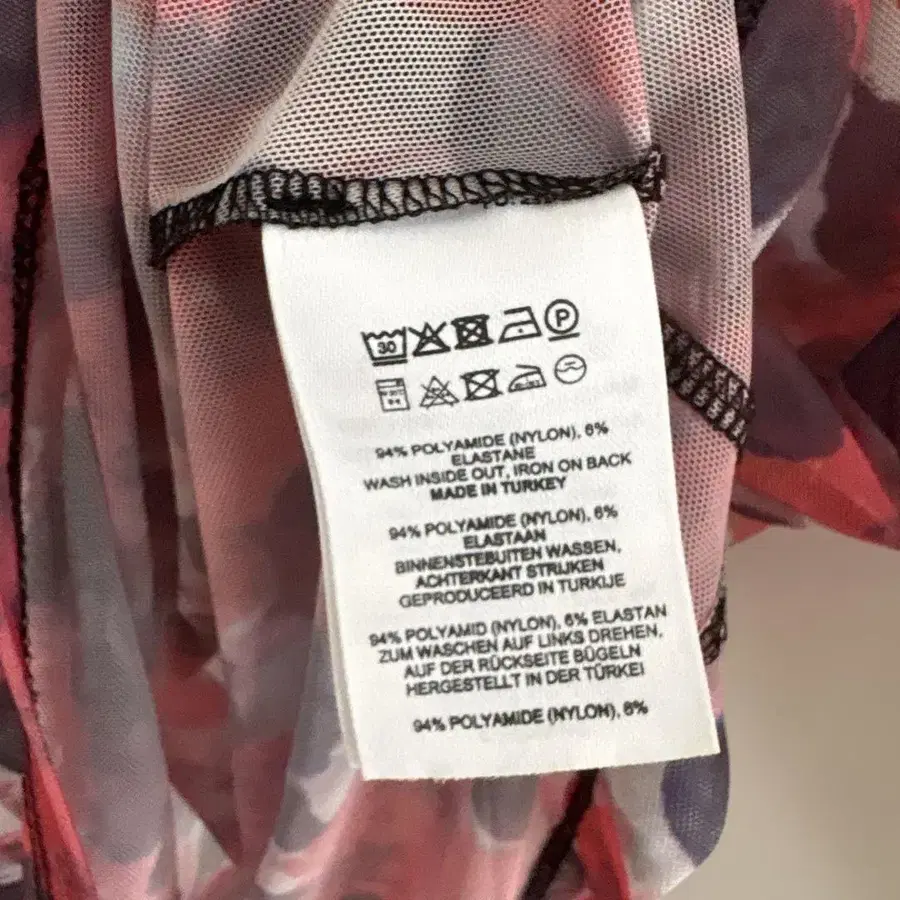 30
P
94% POLYAMIDE (NYLON), 6%
ELASTANE
WASH INSIDE OUT, IRON ON BACK
MADE IN TURKEY
94% POLYAMIDE (NYLON), 6%
ELASTAAN
BINNENSTEBUITEN WASSEN,
ACHTERKANT STRIJKEN
GEPRODUCEERD IN TURKIJE
94% POLYAMID (NYLON), 6% ELASTAN
ZUM WASCHEN AUF LINKS DREHEN,
AUF DER RÜCKSEITE BÜGELN
HERGESTELLT IN DER TÜRKEI
94% POLYAMIDE (NYLON), 6%